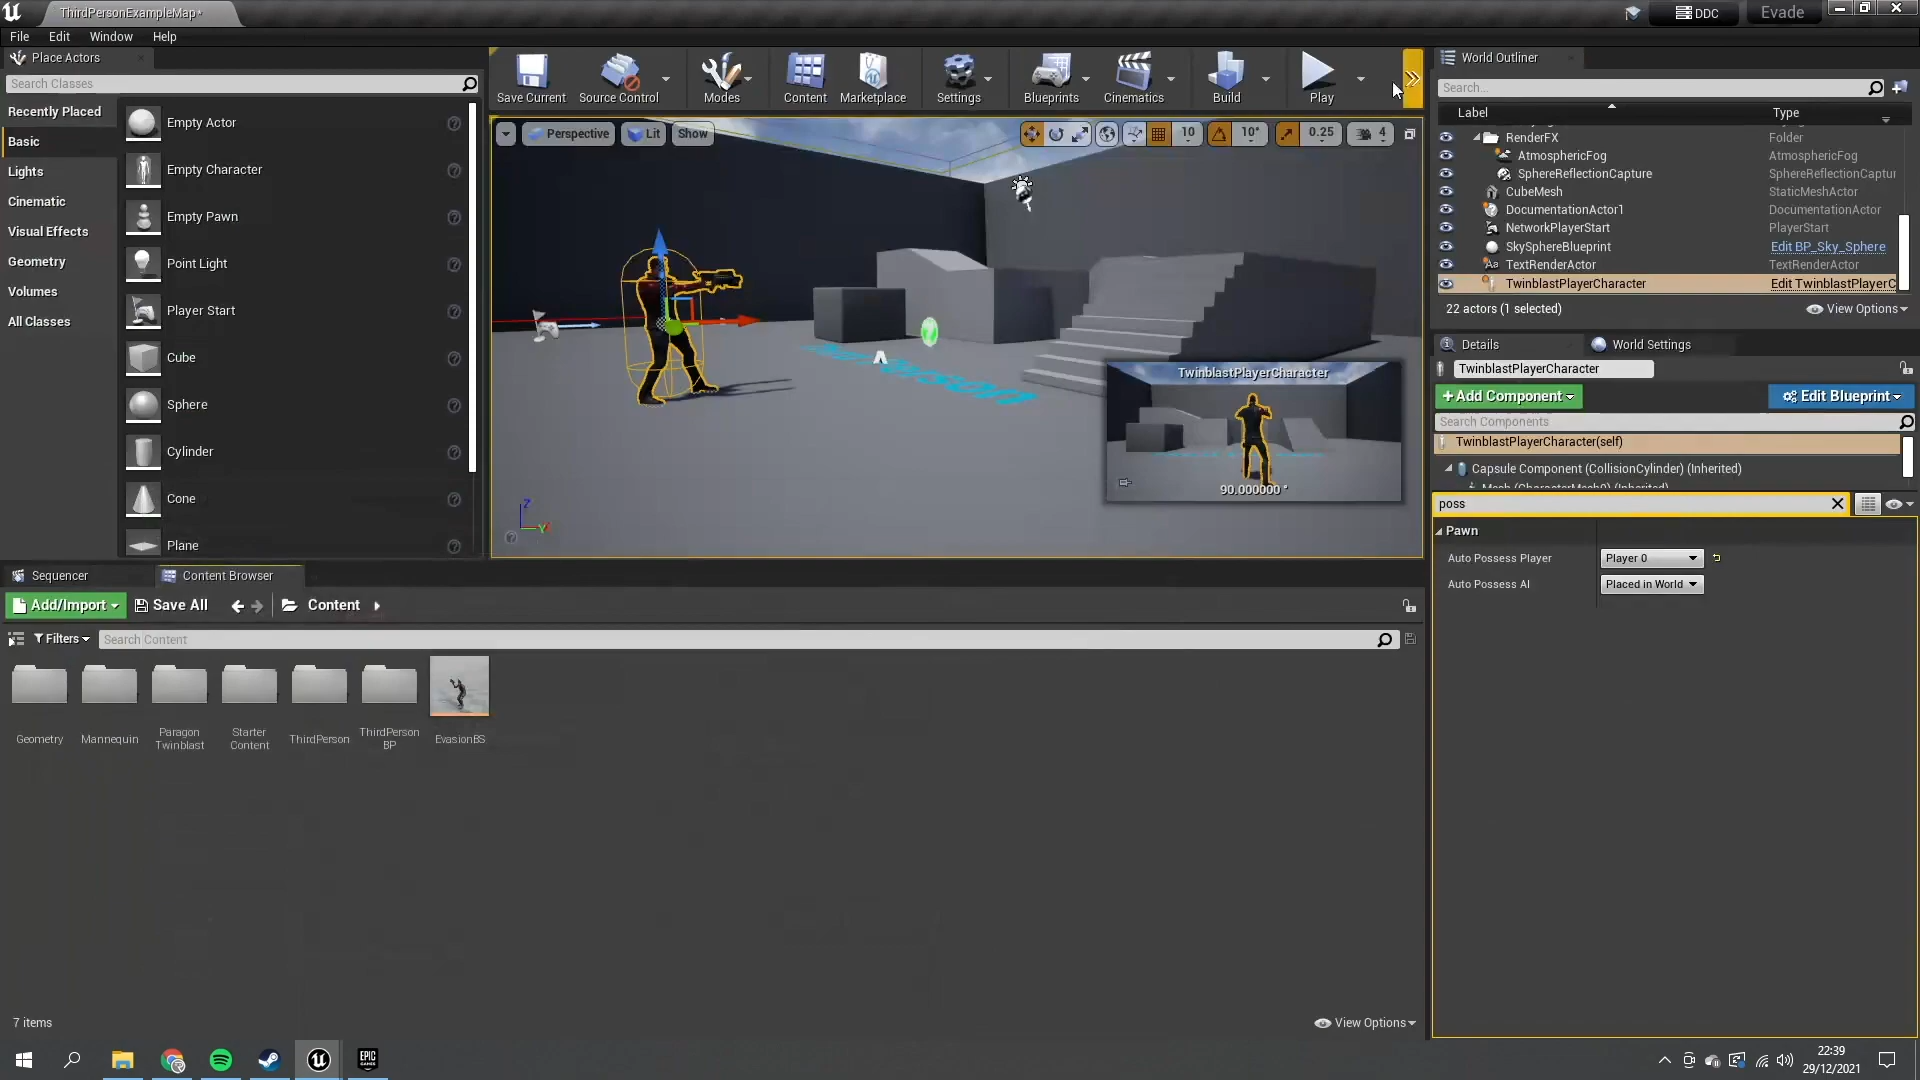 ThirdPersonExampleMap*
DDC
Evade
File Edit Window Help
Place Actors
Search Classes
Recently Placed
Basic
Lights
Cinematic
Visual Effects
Geometry
Volumes
All Classes
Empty Actor
Empty Character
Empty Pawn
Point Light
Player Start
Cube
Sphere
Cylinder
Cone
Plane
Save Current
Source Control
Modes
Content
Marketplace
Settings
Blueprints
Cinematics
Build
Play
Perspective
Lit
Show
10
10°
0.25
4
TwinblastPlayerCharacter
90.000000 °
Z
Y
World Outliner
Search...
Label Type
RenderFX Folder
AtmosphericFog AtmosphericFog
SphereReflectionCapture SphereReflectionCaptur
CubeMesh StaticMeshActor
DocumentationActor1 DocumentationActor
NetworkPlayerStart PlayerStart
SkySphereBlueprint Edit BP_Sky_Sphere
TextRenderActor TextRenderActor
TwinblastPlayerCharacter Edit TwinblastPlayerC
22 actors (1 selected)
View Options
Details
World Settings
TwinblastPlayerCharacter
+Add Component
Edit Blueprint
Search Components
TwinblastPlayerCharacter(self)
Capsule Component (CollisionCylinder) (Inherited)
Mesh (CharacterMesh0) (Inherited)
poss
Pawn
Auto Possess Player Player 0
Auto Possess AI Placed in World
Sequencer
Content Browser
Add/Import
Save All
Content
Filters
Search Content
Geometry
Mannequin
Paragon
Twinblast
Starter
Content
ThirdPerson
ThirdPerson
BP
EvasionBS
7 items
View Options
EPIC
GAMES
22:39
29/12/2021